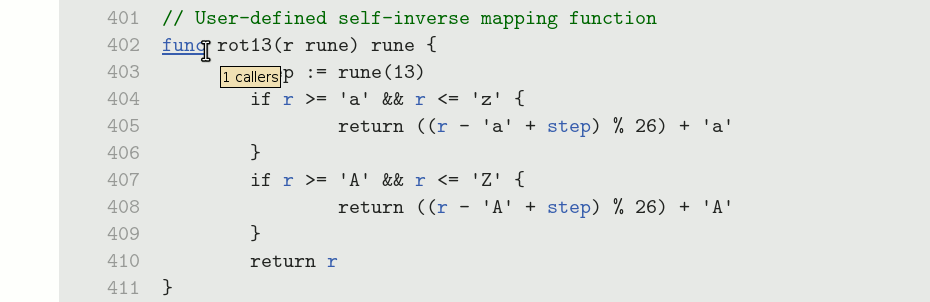 401 // User-defined self-inverse mapping function
402 func rot13(r rune) rune {
403 p := rune(13)
1 callers
404 if r >= 'a' && r <= 'z' {
405 return ((r - 'a' + step) % 26) + 'a'
406 }
407 if r >= 'A' && r <= 'Z' {
408 return ((r - 'A' + step) % 26) + 'A'
409 }
410 return r
411 }